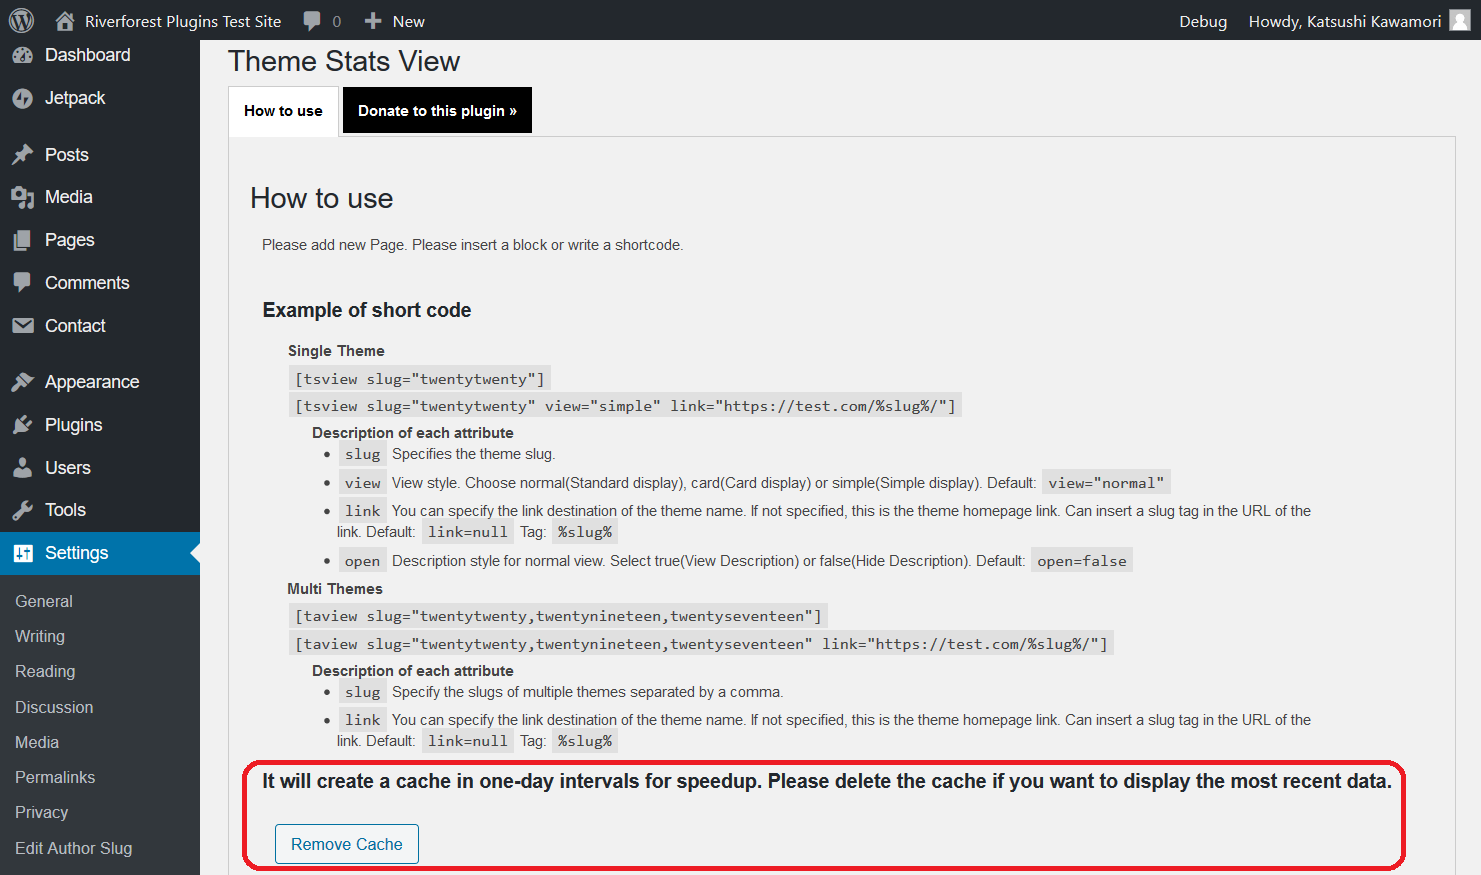 Riverforest Plugins Test Site 0 New Debug Howdy, Katsushi Kawamori
Dashboard
Jetpack
Posts
Media
Pages
Comments
Contact
Appearance
Plugins
Users
Tools
Settings
General
Writing
Reading
Discussion
Media
Permalinks
Privacy
Edit Author Slug
Theme Stats View
How to use Donate to this plugin »
How to use
Please add new Page. Please insert a block or write a shortcode.
Example of short code
Single Theme
[tsview slug="twentytwenty"]
[tsview slug="twentytwenty" view="simple" link="https://test.com/%slug%/"]
Description of each attribute
• slug Specifies the theme slug.
• view View style. Choose normal(Standard display), card(Card display) or simple(Simple display). Default: view="normal"
• link You can specify the link destination of the theme name. If not specified, this is the theme homepage link. Can insert a slug tag in the URL of the
link. Default: link=null Tag: %slug%
• open Description style for normal view. Select true(View Description) or false(Hide Description). Default: open=false
Multi Themes
[taview slug="twentytwenty,twentynineteen,twentyseventeen"]
[taview slug="twentytwenty,twentynineteen,twentyseventeen" link="https://test.com/%slug%/"]
Description of each attribute
• slug Specify the slugs of multiple themes separated by a comma.
• link You can specify the link destination of the theme name. If not specified, this is the theme homepage link. Can insert a slug tag in the URL of the
link. Default: link=null Tag: %slug%
It will create a cache in one-day intervals for speedup. Please delete the cache if you want to display the most recent data.
Remove Cache